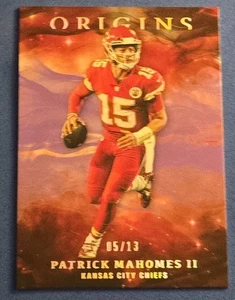 ORIGINS
15
05/13
PATRICK MAHOMES II
KANSAS CITY CHIEFS